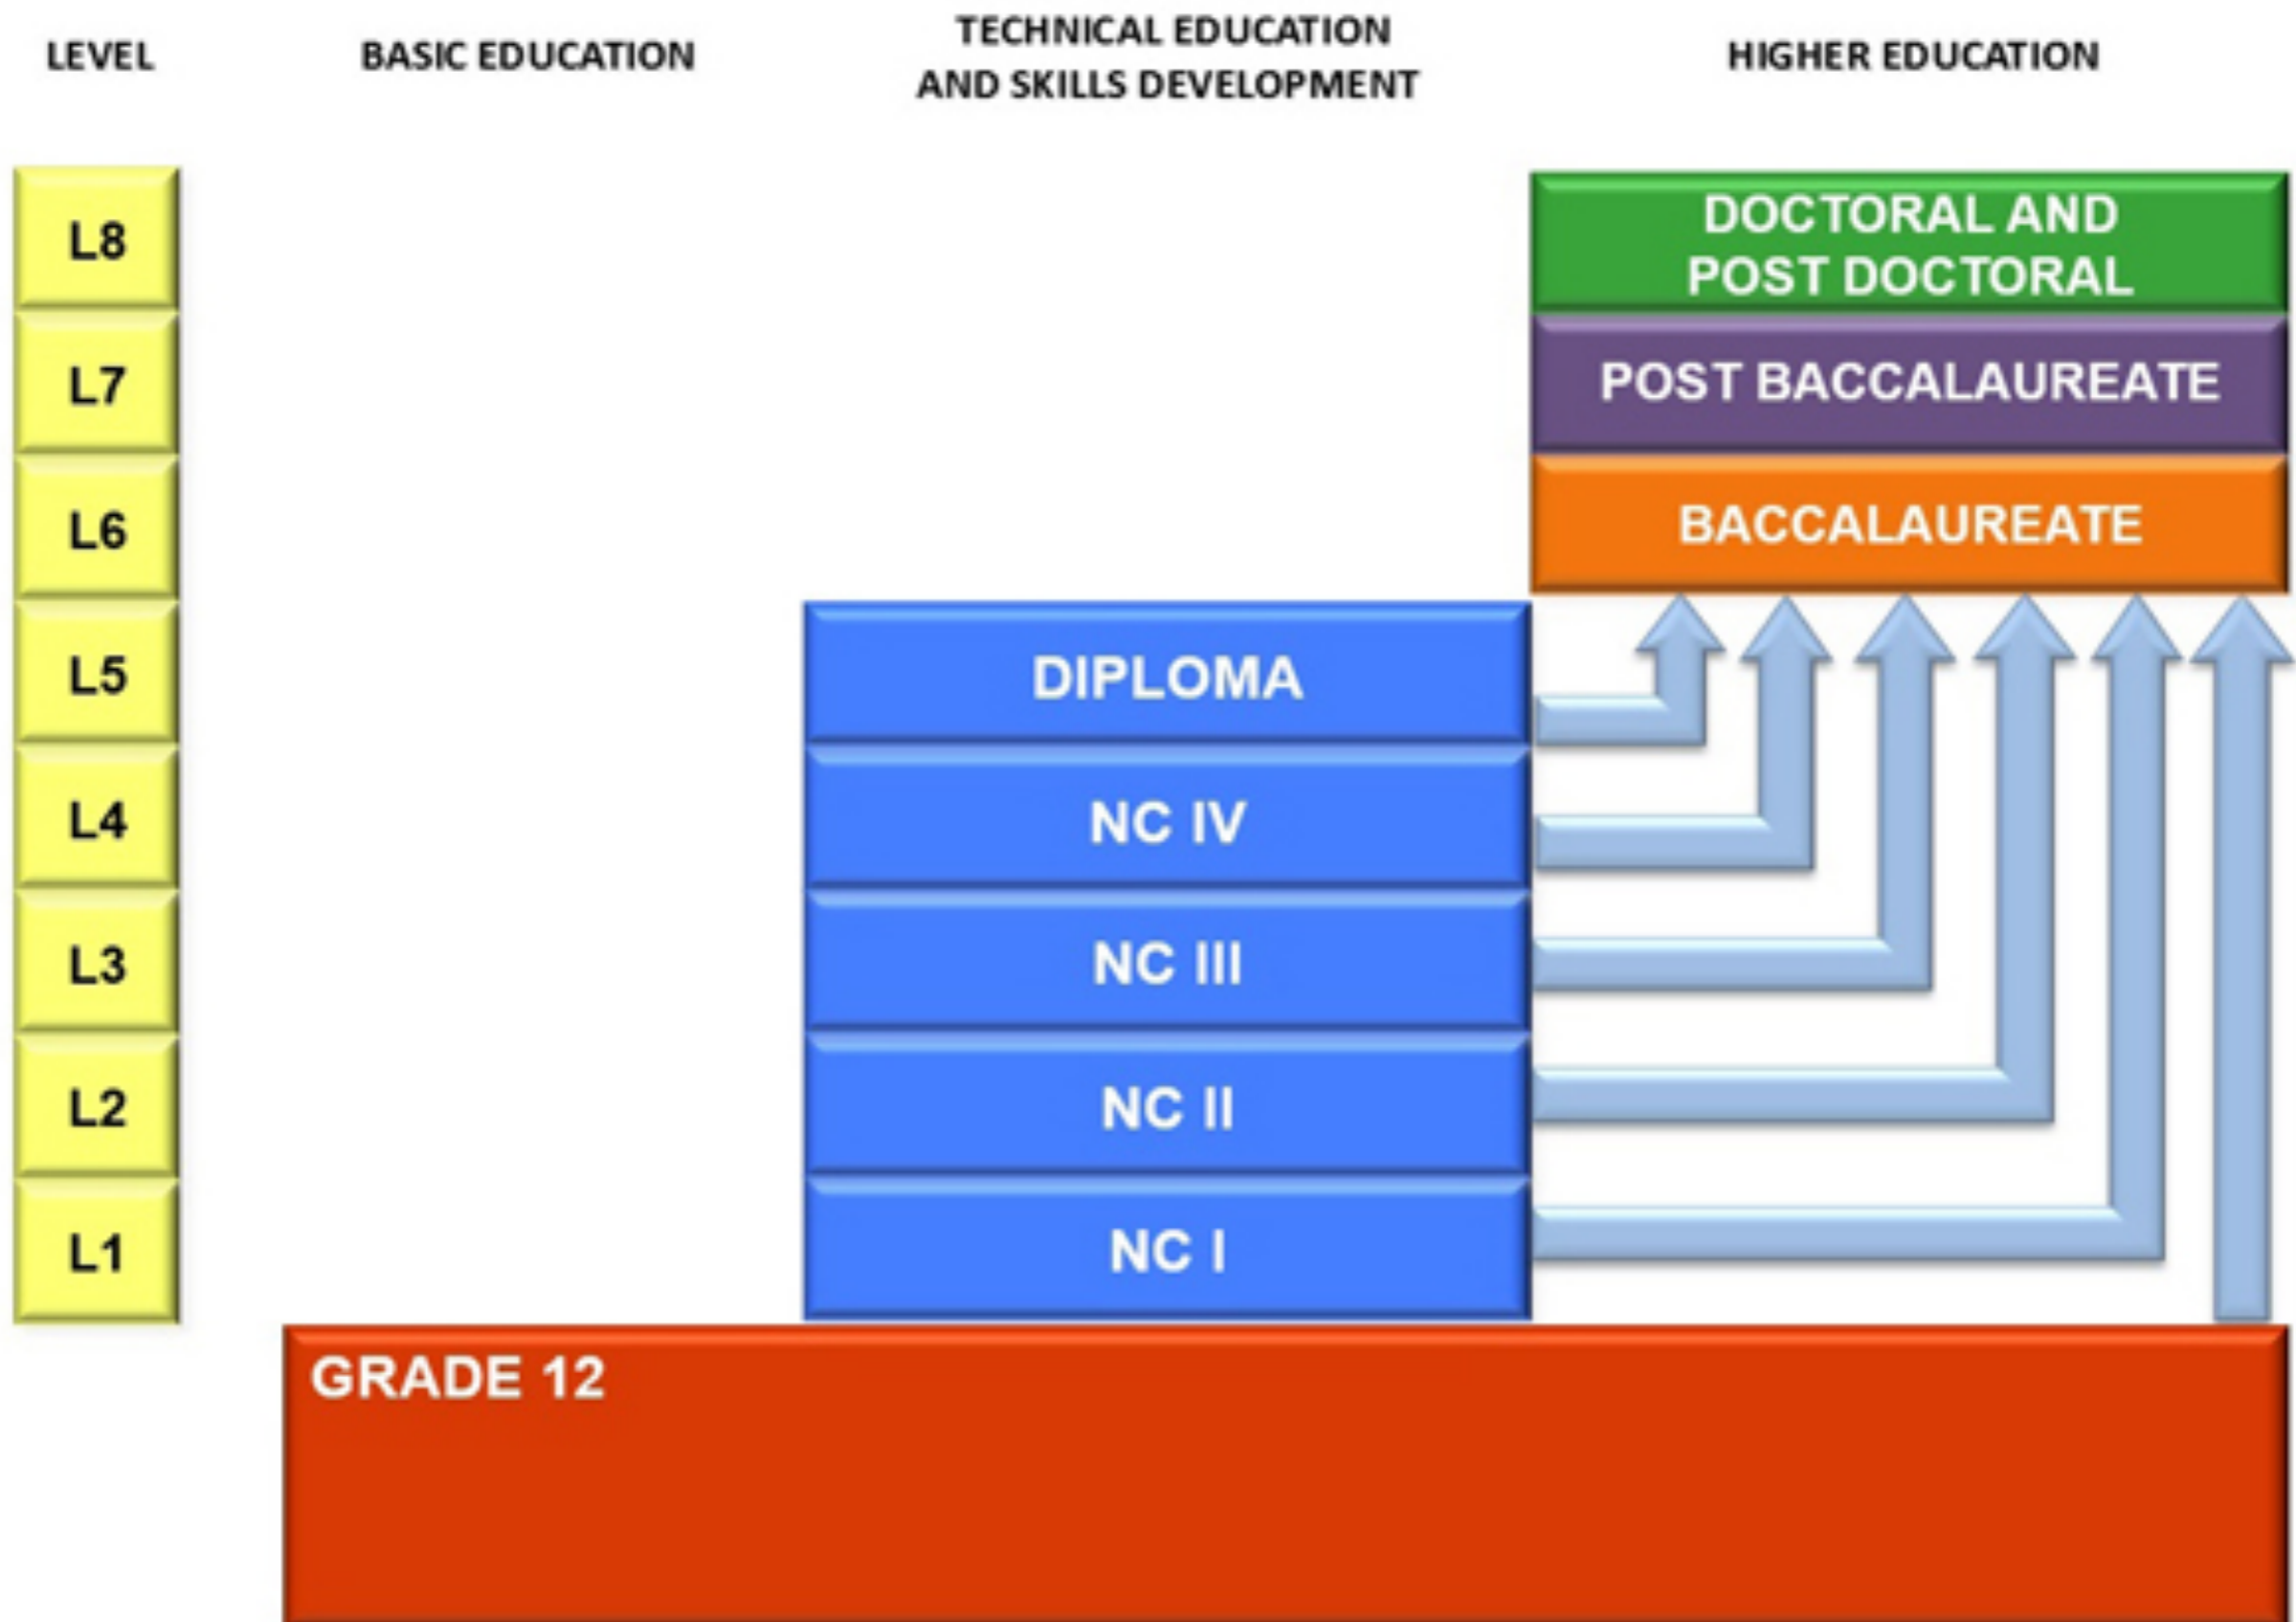 LEVEL
BASIC EDUCATION
TECHNICAL EDUCATION
AND SKILLS DEVELOPMENT
HIGHER EDUCATION
L8
DOCTORAL AND
POST DOCTORAL
L7
POST BACCALAUREATE
L6
BACCALAUREATE
L5
DIPLOMA
L4
NC IV
L3
NC III
L2
NC II
L1
NC I
GRADE 12